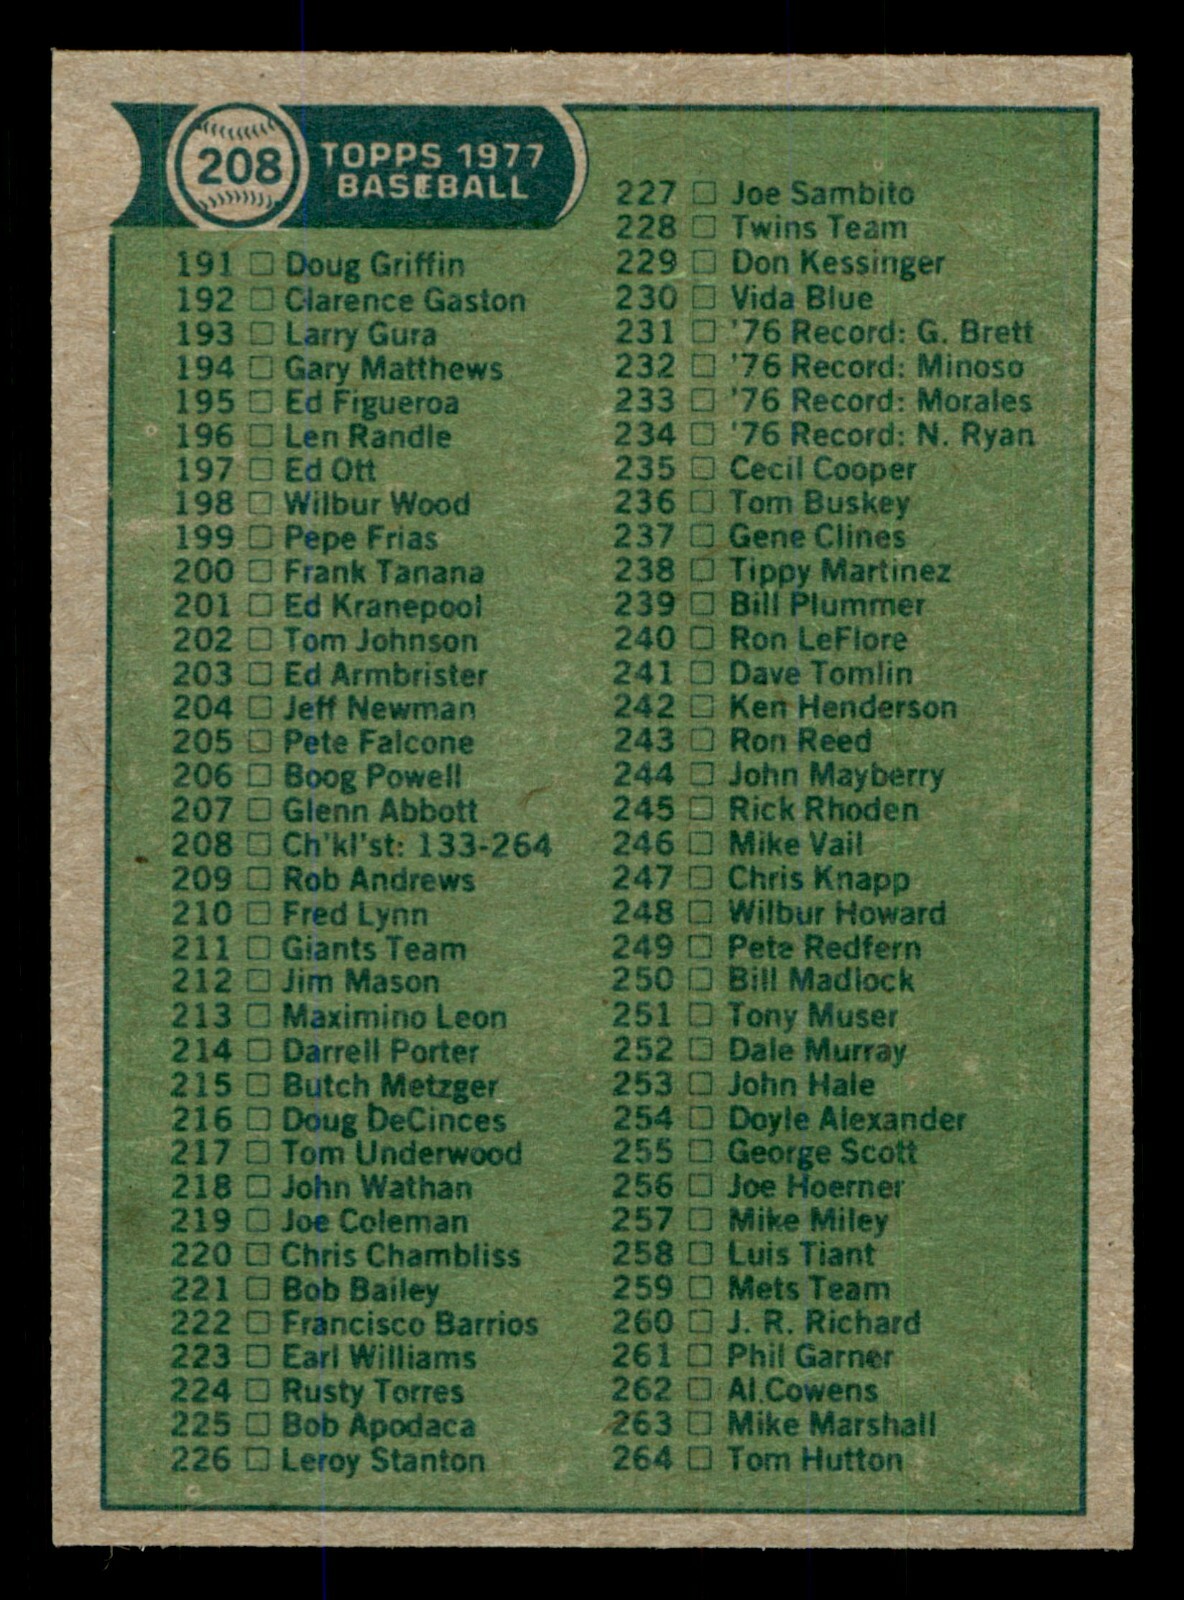 208
TOPPS 1977
BASEBALL
191 □ Doug Griffin
192 □ Clarence Gaston
193 □ Larry Gura
194 □ Gary Matthews
195 □ Ed Figueroa
196 □ Len Randle
197 □ Ed Ott
198 □ Wilbur Wood
199 □ Pepe Frias
200 □ Frank Tanana
201 □ Ed Kranepool
202 □ Tom Johnson
203 □ Ed Armbrister
204 □ Jeff Newman
205 □ Pete Falcone
206 □ Boog Powell
207 □ Glenn Abbott
208 □ Ch'kl'st: 133-264
209 □ Rob Andrews
210 □ Fred Lynn
211 □ Giants Team
212 □ Jim Mason
213 □ Maximino Leon
214 □ Darrell Porter
215 □ Butch Metzger
216 □ Doug DeCinces
217 □ Tom Underwood
218 □ John Wathan
219 □ Joe Coleman
220 □ Chris Chambliss
221 □ Bob Bailey
222 □ Francisco Barrios
223 □ Earl Williams
224 □ Rusty Torres
225 □ Bob Apodaca
226 □ Leroy Stanton
227 □ Joe Sambito
228 □ Twins Team
229 □ Don Kessinger
230 □ Vida Blue
231 □ '76 Record: G. Brett
232 □ '76 Record: Minoso
233 □ '76 Record: Morales
234 □ '76 Record: N. Ryan
235 □ Cecil Cooper
236 □ Tom Buskey
237 □ Gene Clines
238 □ Tippy Martinez
239 □ Bill Plummer
240 □ Ron LeFlore
241 □ Dave Tomlin
242 □ Ken Henderson
243 □ Ron Reed
244 □ John Mayberry
245 □ Rick Rhoden
246 □ Mike Vail
247 □ Chris Knapp
248 □ Wilbur Howard
249 □ Pete Redfern
250 □ Bill Madlock
251 □ Tony Muser
252 □ Dale Murray
253 □ John Hale
254 □ Doyle Alexander
255 □ George Scott
256 □ Joe Hoerner
257 □ Mike Miley
258 □ Luis Tiant
259 □ Mets Team
260 □ J. R. Richard
261 □ Phil Garner
262 □ Al Cowens
263 □ Mike Marshall
264 □ Tom Hutton